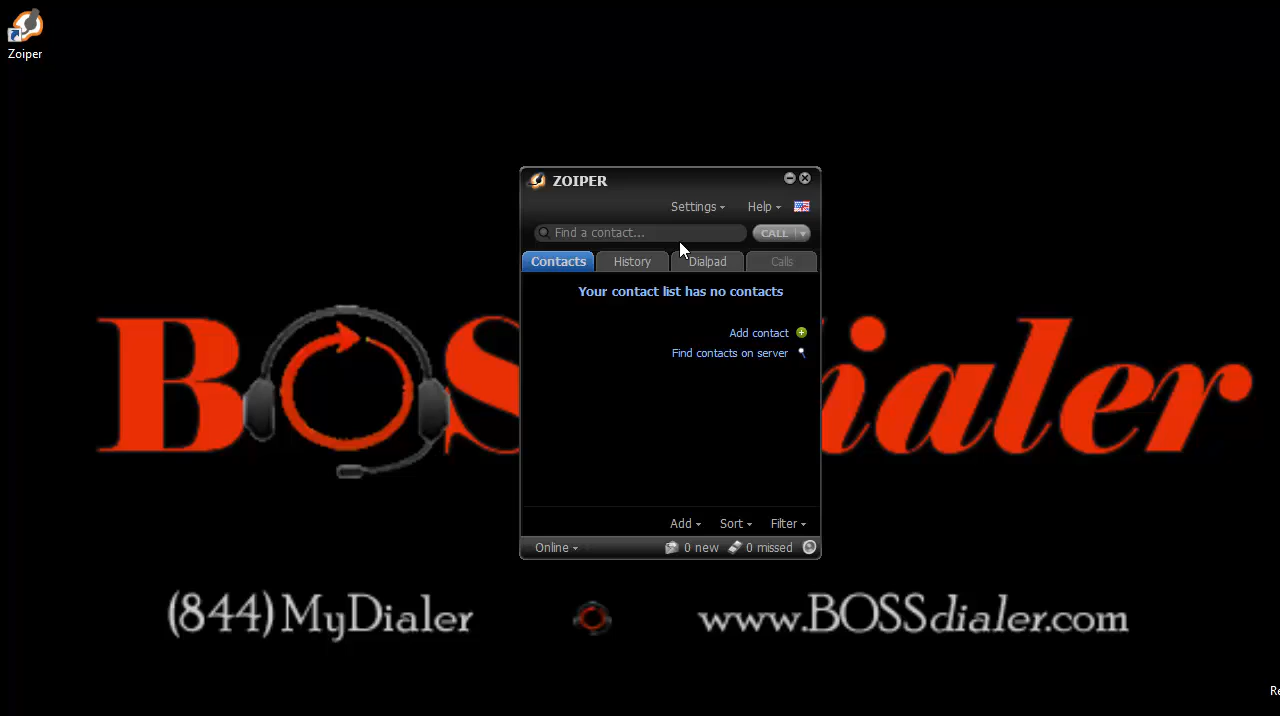 Zoiper
ZOIPER
Settings Help
Find a contact... CALL
Contacts History Dialpad Calls
Your contact list has no contacts
Add contact
Find contacts on server
Add Sort Filter
Online 0 new 0 missed
(844) MyDialer www.BOSSdialer.com
Re